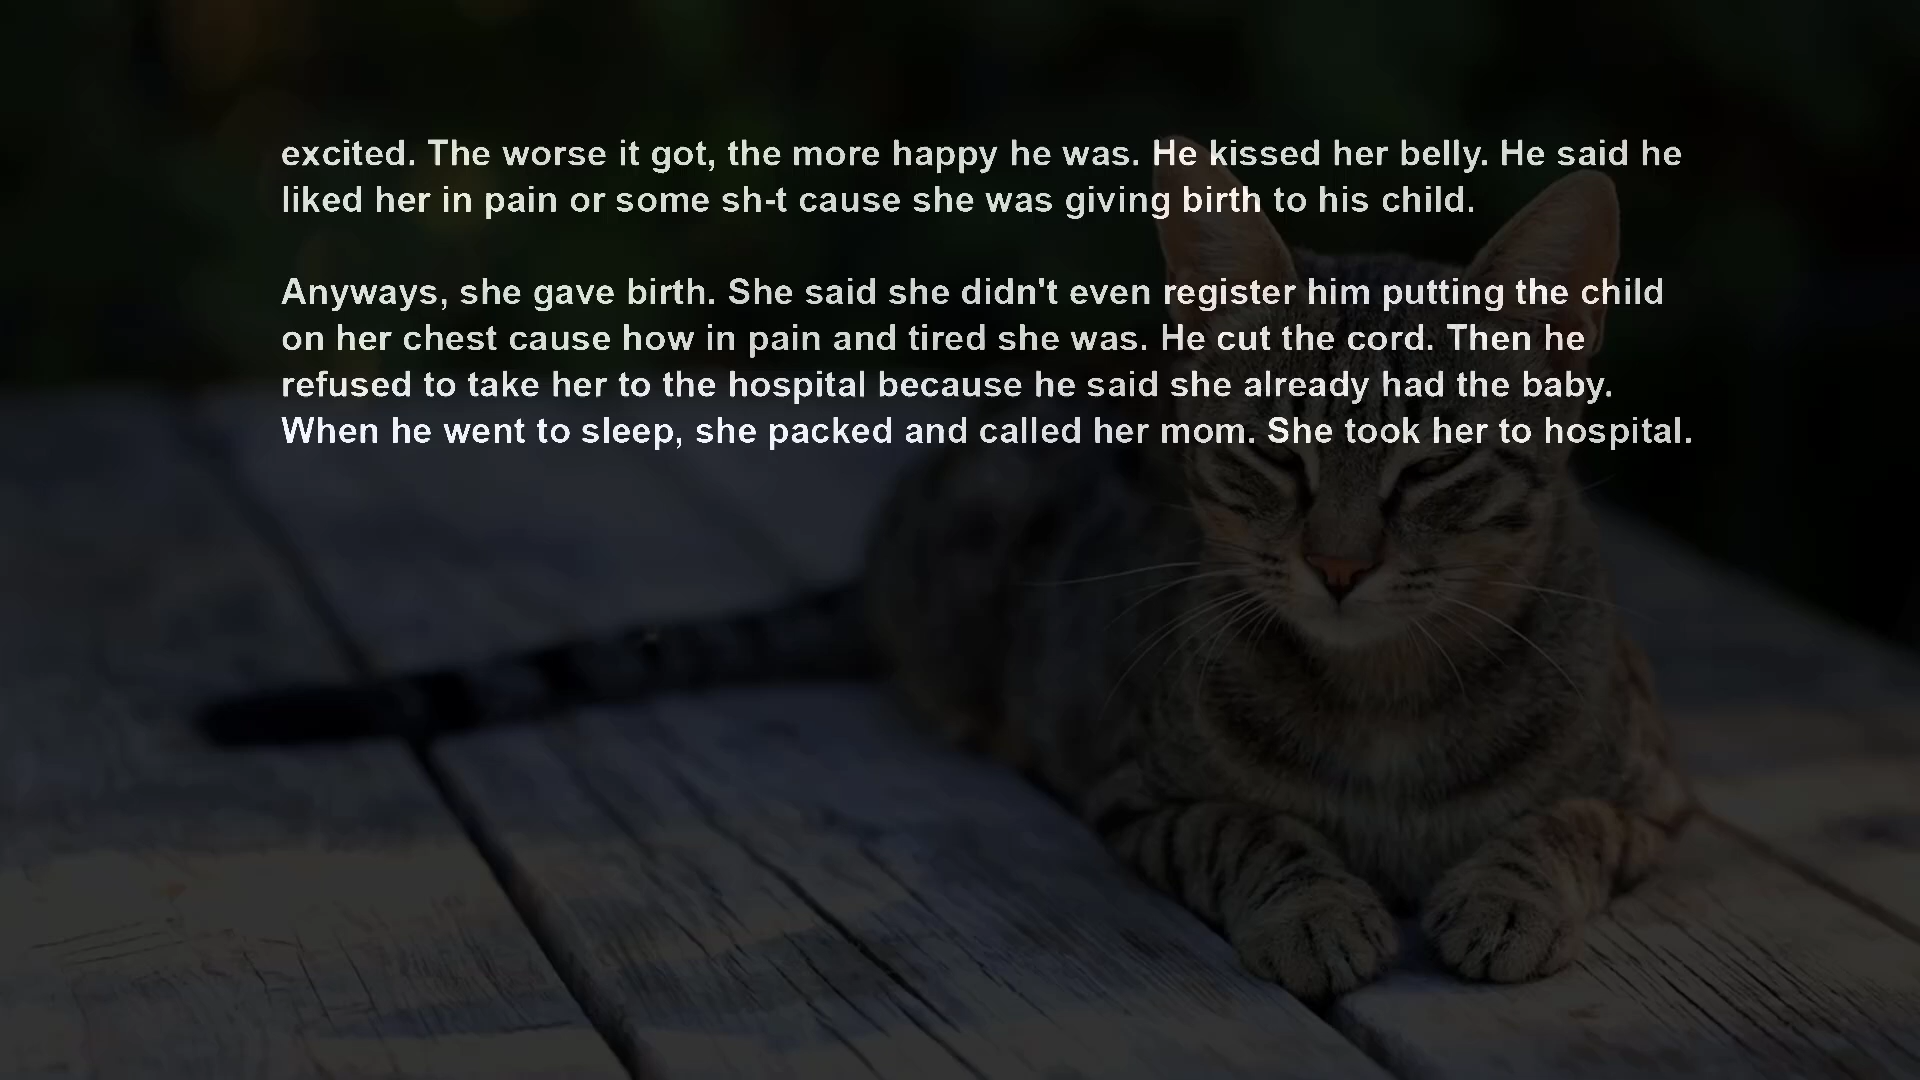 excited. The worse it got, the more happy he was. He kissed her belly. He said he
liked her in pain or some sh-t cause she was giving birth to his child.
Anyways, she gave birth. She said she didn't even register him putting the child
on her chest cause how in pain and tired she was. He cut the cord. Then he
refused to take her to the hospital because he said she already had the baby.
When he went to sleep, she packed and called her mom. She took her to hospital.